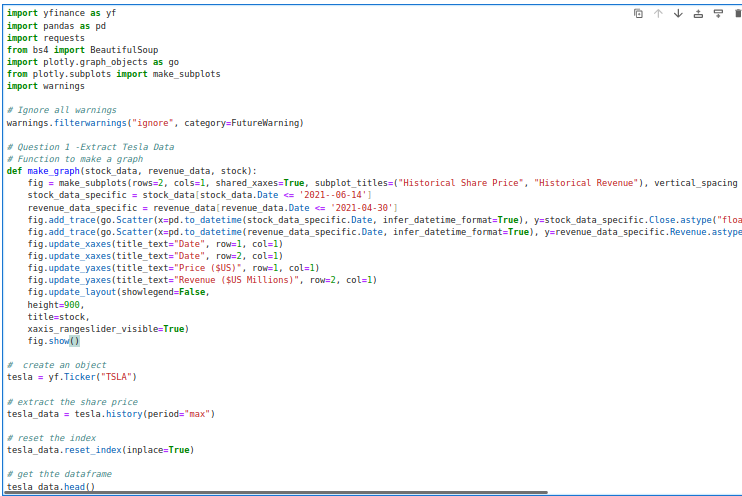 import yfinance as yf
import pandas as pd
import requests
from bs4 import BeautifulSoup
import plotly.graph_objects as go
from plotly.subplots import make_subplots
import warnings
# Ignore all warnings
warnings.filterwarnings("ignore", category=FutureWarning)
# Question 1 -Extract Tesla Data
# Function to make a graph
def make_graph(stock_data, revenue_data, stock):
    fig = make_subplots(rows=2, cols=1, shared_xaxes=True, subplot_titles=("Historical Share Price", "Historical Revenue"), vertical_spacing
    stock_data_specific = stock_data[stock_data.Date <= '2021--06-14']
    revenue_data_specific = revenue_data[revenue_data.Date <= '2021-04-30']
    fig.add_trace(go.Scatter(x=pd.to_datetime(stock_data_specific.Date, infer_datetime_format=True), y=stock_data_specific.Close.astype("floa
    fig.add_trace(go.Scatter(x=pd.to_datetime(revenue_data_specific.Date, infer_datetime_format=True), y=revenue_data_specific.Revenue.astype
    fig.update_xaxes(title_text="Date", row=1, col=1)
    fig.update_xaxes(title_text="Date", row=2, col=1)
    fig.update_yaxes(title_text="Price ($US)", row=1, col=1)
    fig.update_yaxes(title_text="Revenue ($US Millions)", row=2, col=1)
    fig.update_layout(showlegend=False,
    height=900,
    title=stock,
    xaxis_rangeslider_visible=True)
    fig.show()
#  create an object
tesla = yf.Ticker("TSLA")
# extract the share price
tesla_data = tesla.history(period="max")
# reset the index
tesla_data.reset_index(inplace=True)
# get thte dataframe
tesla_data.head()